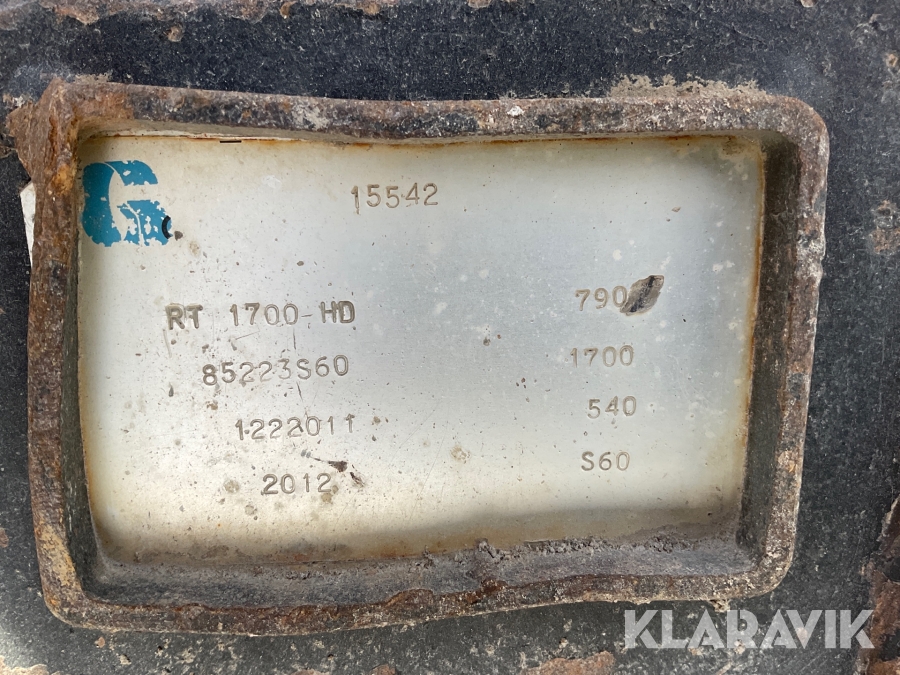 G
15542
RT 1700-HD
790
85223S60
1700
1222011
540
2012
S60
KLARAVIK